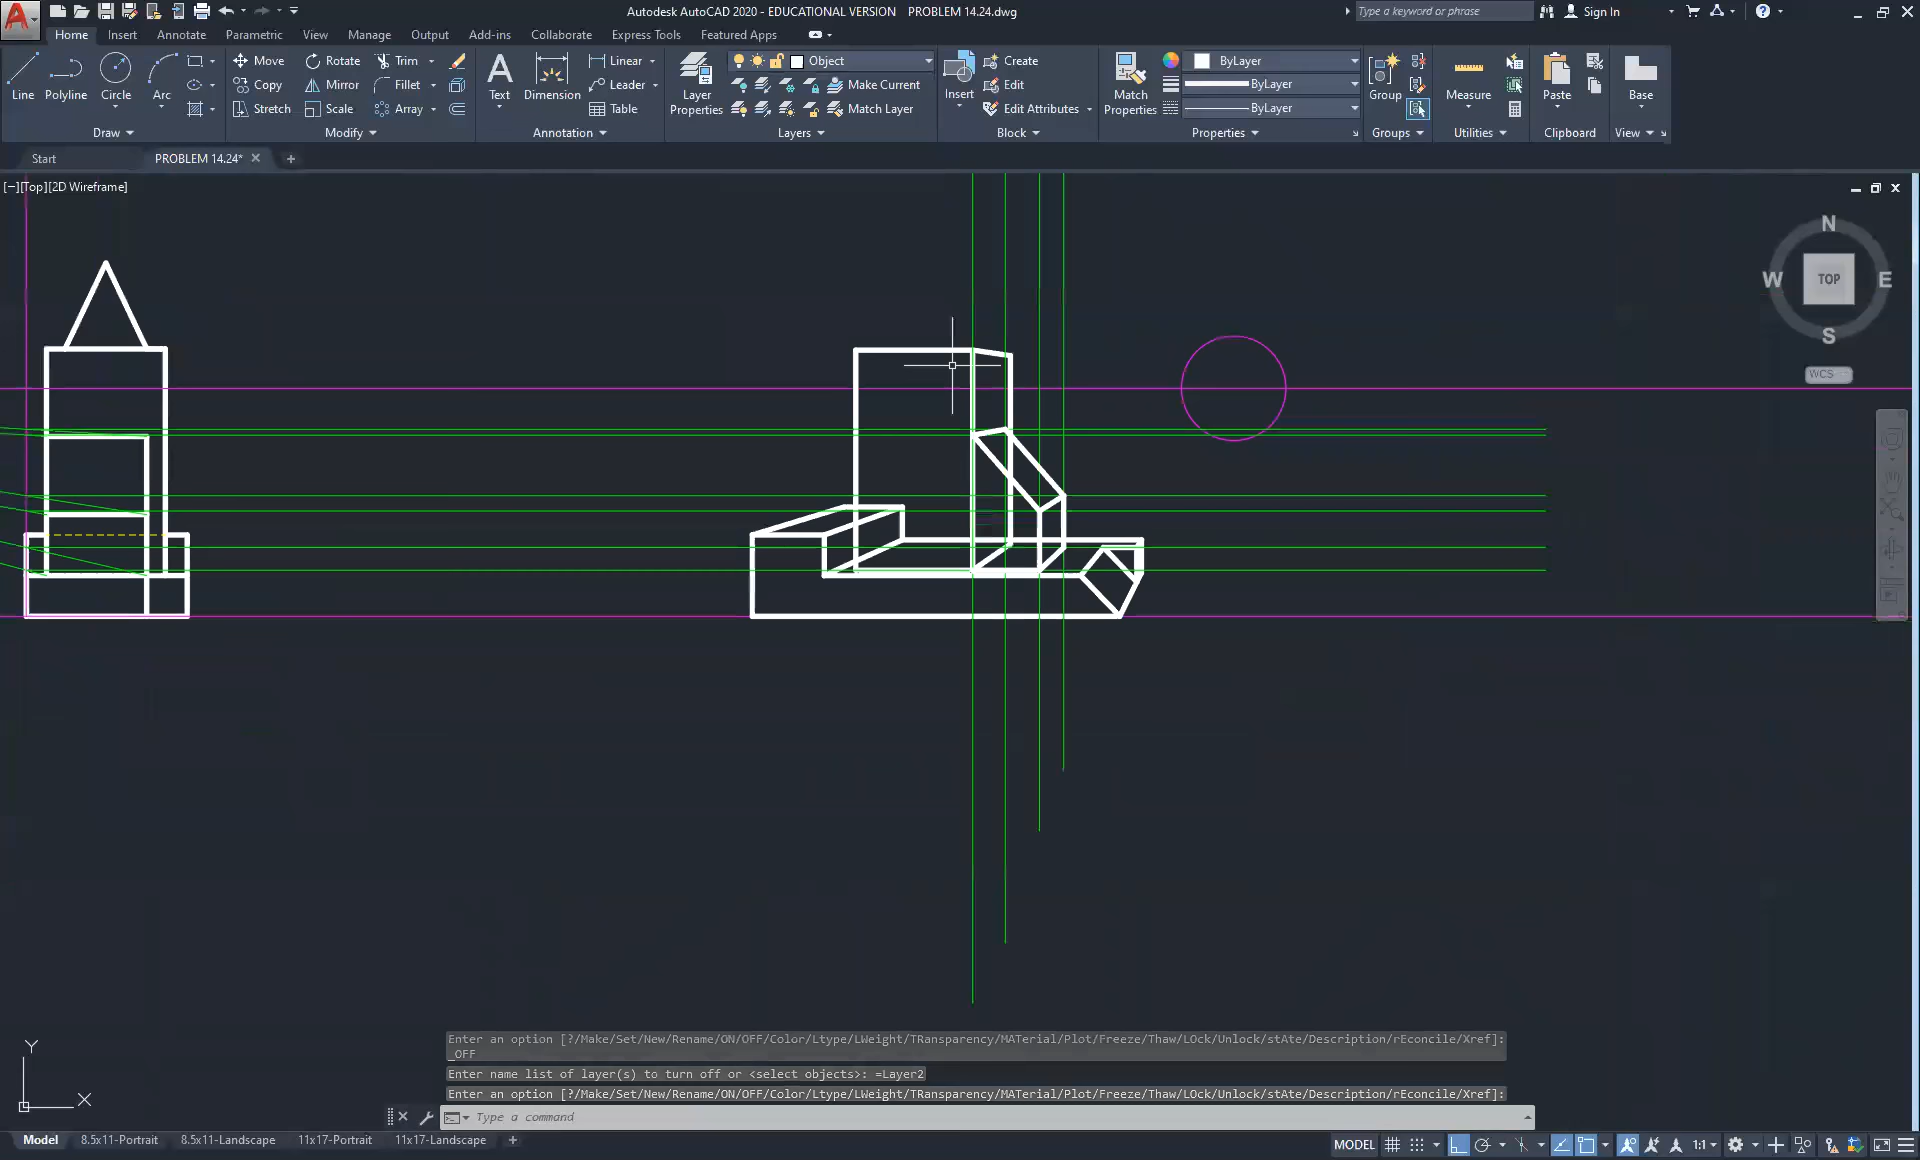 Autodesk AutoCAD 2020 - EDUCATIONAL VERSION PROBLEM 14.24.dwg
Type a keyword or phrase
Sign In
Home Insert Annotate Parametric View Manage Output Add-ins Collaborate Express Tools Featured Apps
Line Polyline Circle Arc
Draw
Move Rotate Trim
Copy Mirror Fillet
Stretch Scale Array
Modify
Text Dimension
Linear
Leader
Table
Annotation
Layer Properties
Object
Make Current
Match Layer
Layers
Insert
Create
Edit
Edit Attributes
Block
Match Properties
ByLayer
ByLayer
ByLayer
Properties
Group
Groups
Measure
Utilities
Paste
Clipboard
Base
View
Start PROBLEM 14.24*
[−][Top][2D Wireframe]
N
W TOP E
S
WCS
Y
X
Enter an option [?/Make/Set/New/Rename/ON/OFF/Color/Ltype/LWeight/TRansparency/MATerial/Plot/Freeze/Thaw/LOck/Unlock/stAte/Description/rEconcile/Xref]:
_OFF
Enter name list of layer(s) to turn off or <select objects>: =Layer2
Enter an option [?/Make/Set/New/Rename/ON/OFF/Color/Ltype/LWeight/TRansparency/MATerial/Plot/Freeze/Thaw/LOck/Unlock/stAte/Description/rEconcile/Xref]:
Type a command
Model 8.5x11-Portrait 8.5x11-Landscape 11x17-Portrait 11x17-Landscape
MODEL 1:1